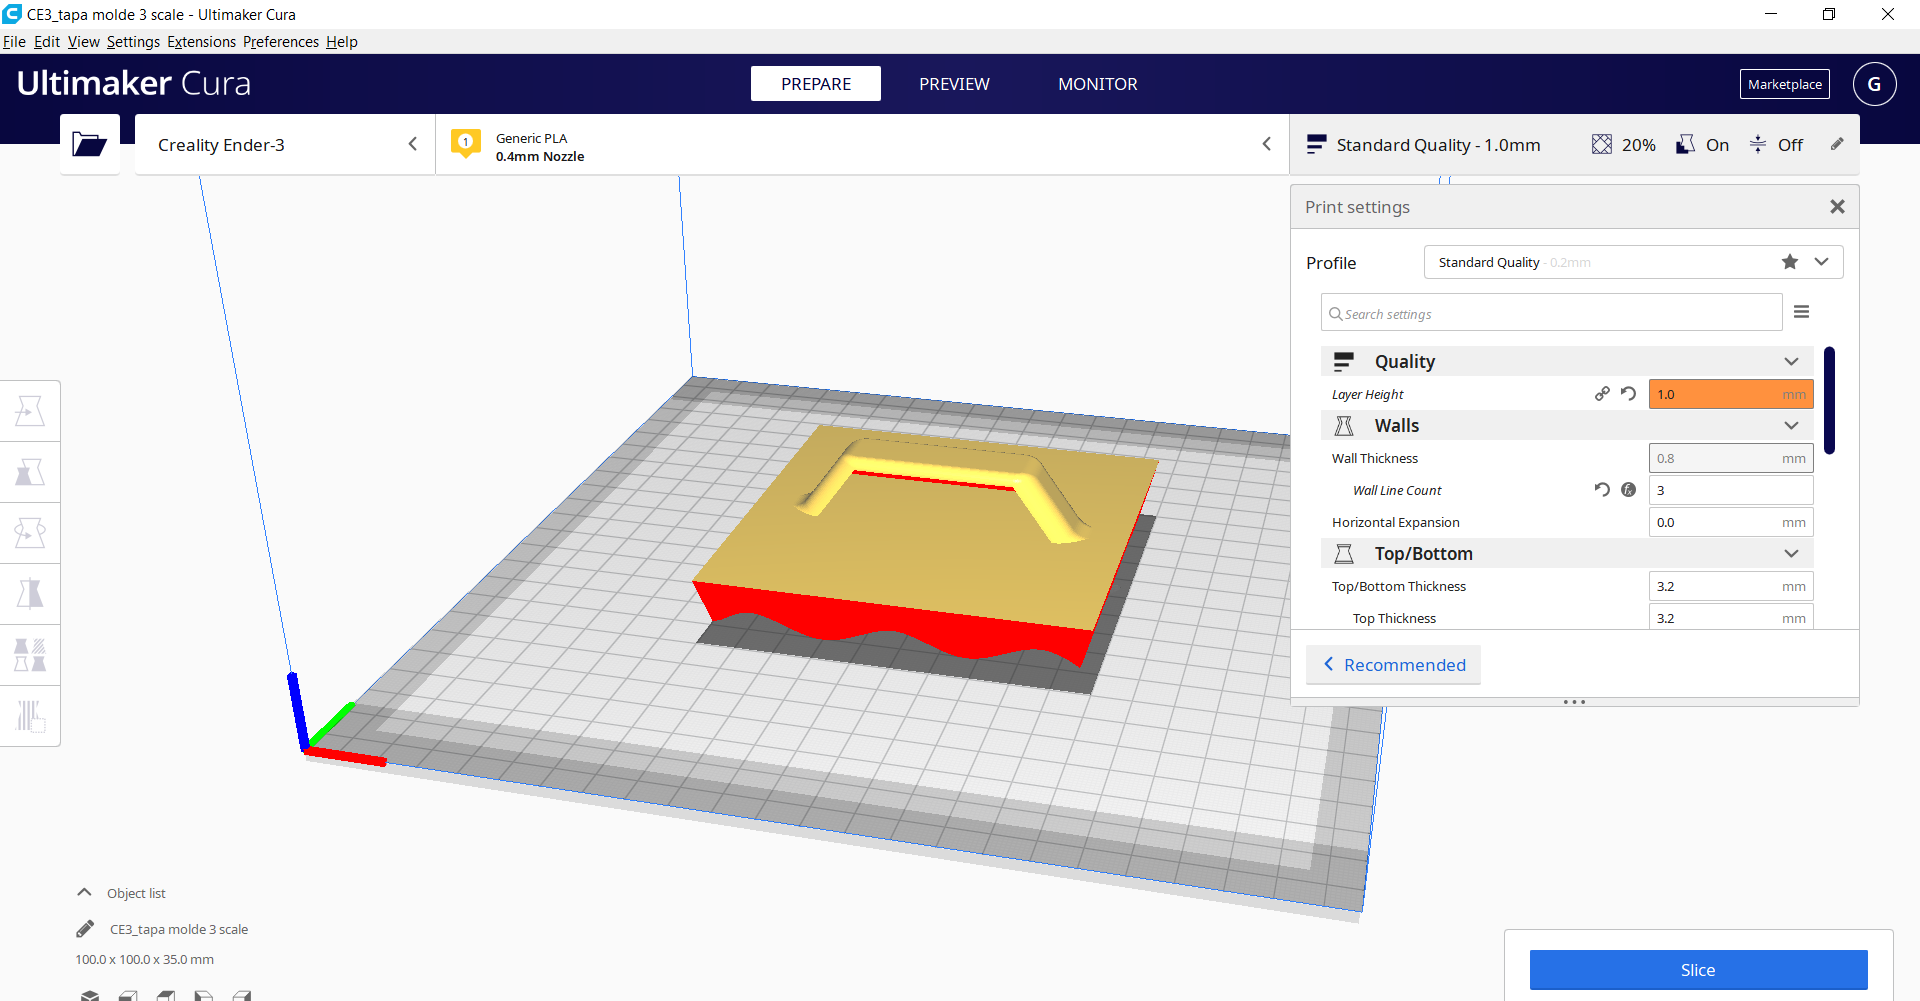 CE3_tapa molde 3 scale - Ultimaker Cura
File Edit View Settings Extensions Preferences Help
Ultimaker Cura
PREPARE
PREVIEW
MONITOR
Marketplace
G
Creality Ender-3
1
Generic PLA
0.4mm Nozzle
Standard Quality - 1.0mm
20%
On
Off
Print settings
Profile
Standard Quality - 0.2mm
Search settings
Quality
Layer Height
1.0 mm
Walls
Wall Thickness
0.8 mm
Wall Line Count
3
Horizontal Expansion
0.0 mm
Top/Bottom
Top/Bottom Thickness
3.2 mm
Top Thickness
3.2 mm
Recommended
Object list
CE3_tapa molde 3 scale
100.0 x 100.0 x 35.0 mm
Slice